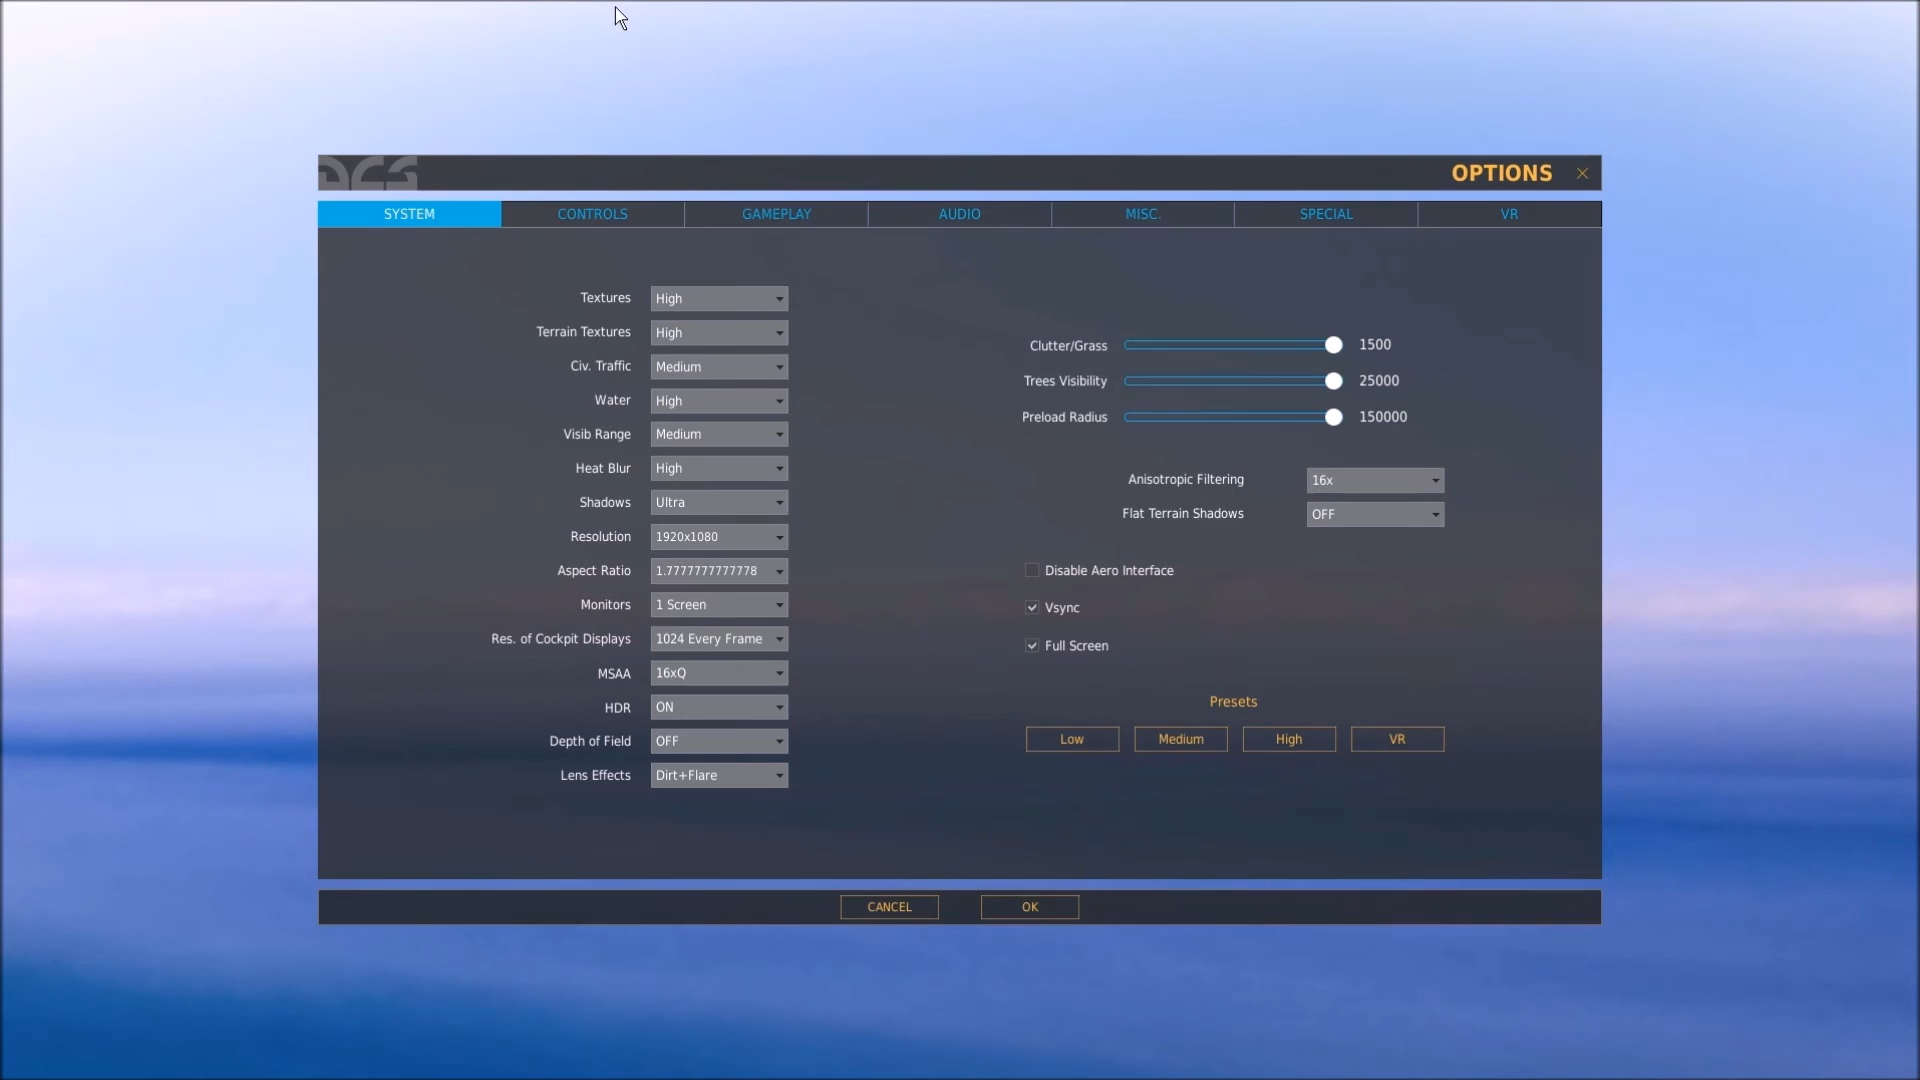 DCS
OPTIONS
SYSTEM
CONTROLS
GAMEPLAY
AUDIO
MISC.
SPECIAL
VR
Textures High
Terrain Textures High
Civ. Traffic Medium
Water High
Visib Range Medium
Heat Blur High
Shadows Ultra
Resolution 1920x1080
Aspect Ratio 1.7777777777778
Monitors 1 Screen
Res. of Cockpit Displays 1024 Every Frame
MSAA 16xQ
HDR ON
Depth of Field OFF
Lens Effects Dirt+Flare
Clutter/Grass 1500
Trees Visibility 25000
Preload Radius 150000
Anisotropic Filtering 16x
Flat Terrain Shadows OFF
Disable Aero Interface
Vsync
Full Screen
Presets
Low
Medium
High
VR
CANCEL
OK